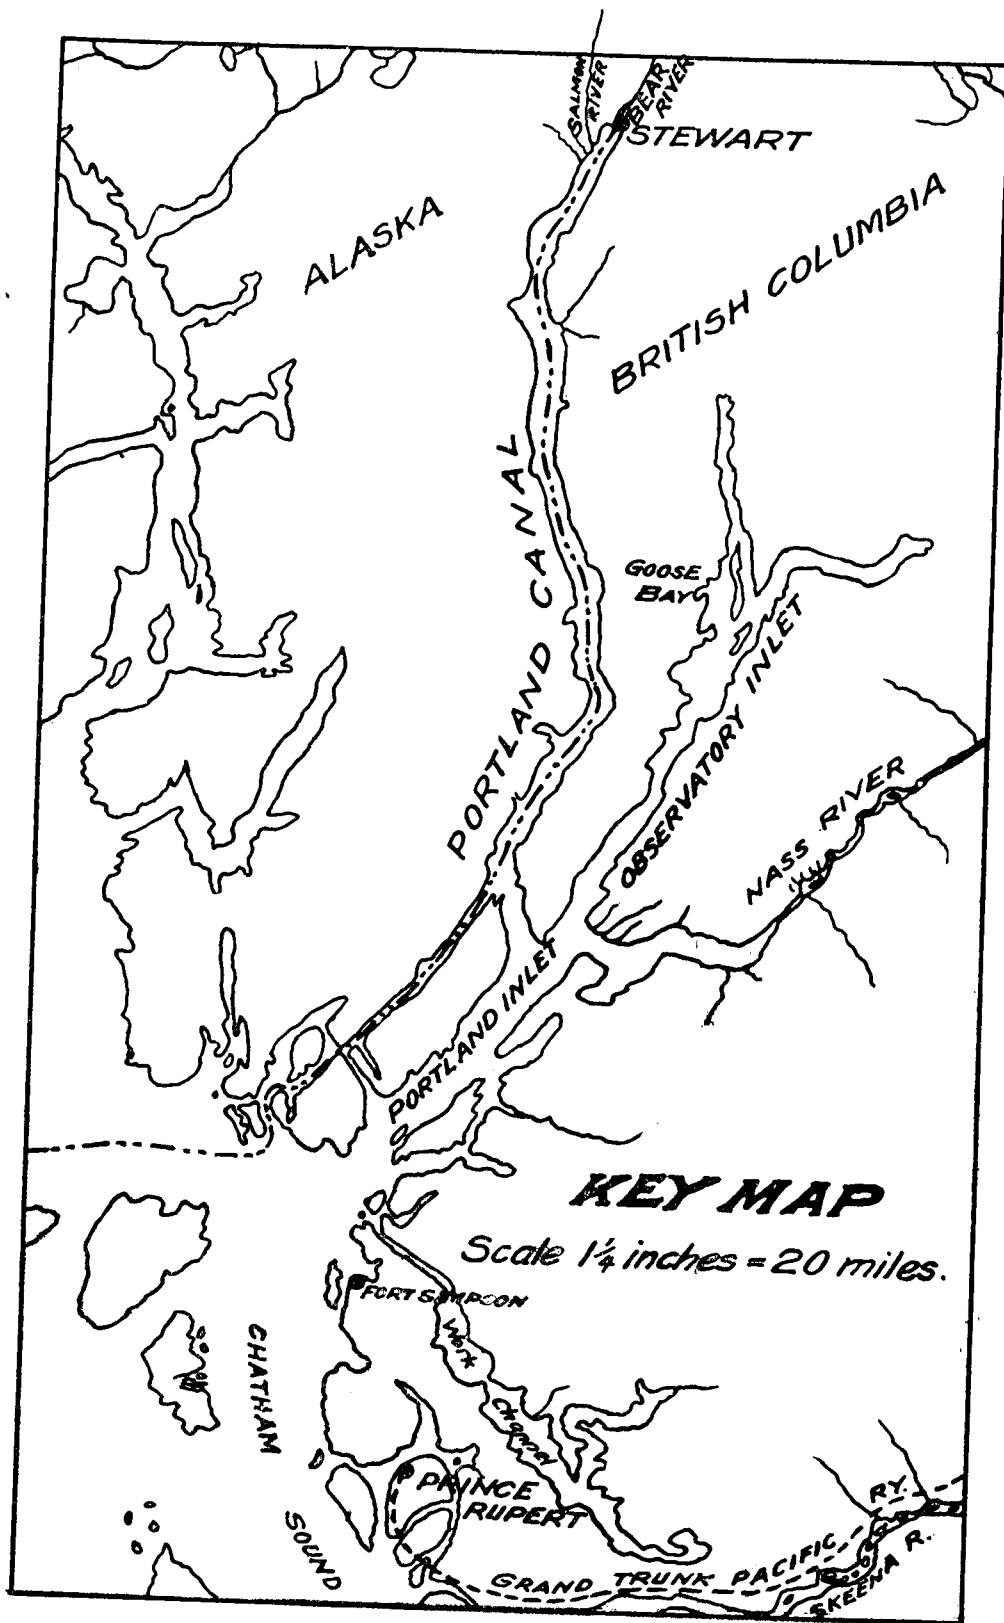 SALMON
RIVER
BEAR
RIVER
STEWART
ALASKA
BRITISH COLUMBIA
PORTLAND CANAL
GOOSE
BAY
OBSERVATORY INLET
NASS RIVER
PORTLAND INLET
KEY MAP
Scale 1¼ inches = 20 miles.
FORT SIMPSON
Work
Channel
CHATHAM
SOUND
PRINCE
RUPERT
GRAND TRUNK PACIFIC
RY.
SKEENA R.